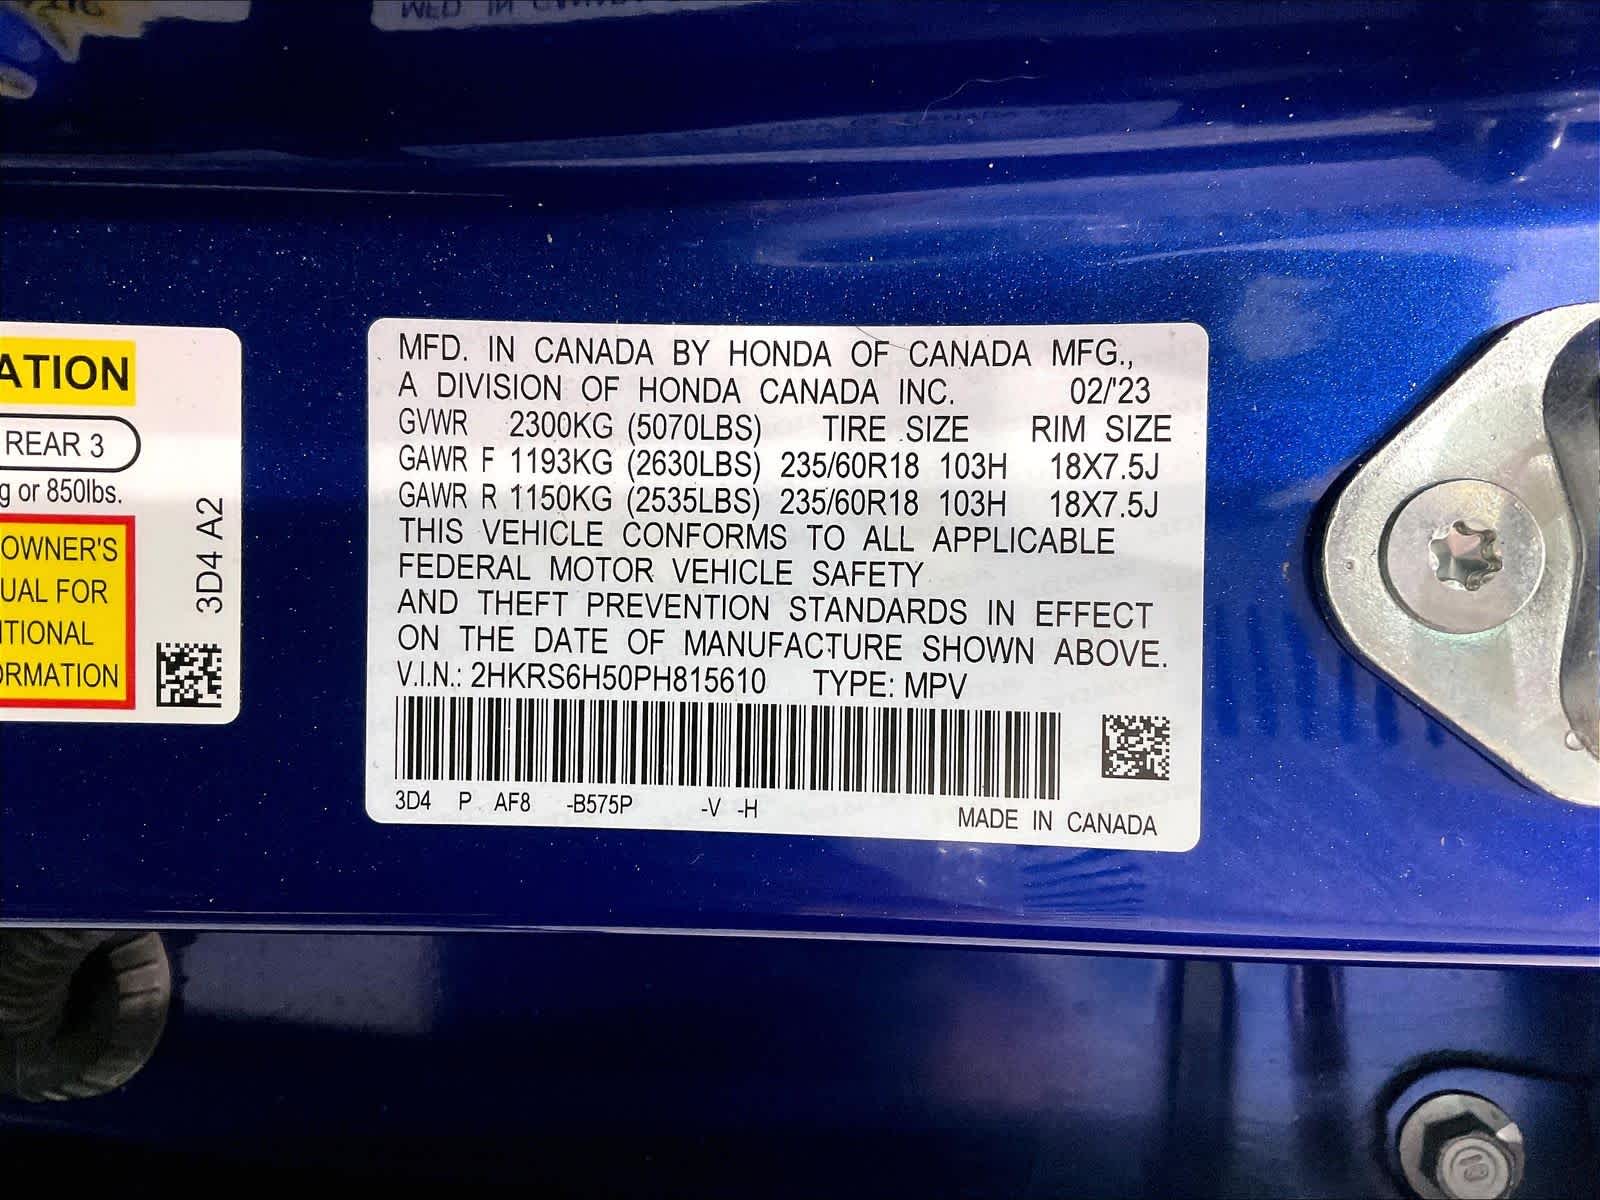 ATION
REAR 3
g or 850lbs.
OWNER'S
UAL FOR
ITIONAL
ORMATION
3D4 A2
MFD. IN CANADA BY HONDA OF CANADA MFG.,
A DIVISION OF HONDA CANADA INC. 02/'23
GVWR 2300KG (5070LBS) TIRE SIZE RIM SIZE
GAWR F 1193KG (2630LBS) 235/60R18 103H 18X7.5J
GAWR R 1150KG (2535LBS) 235/60R18 103H 18X7.5J
THIS VEHICLE CONFORMS TO ALL APPLICABLE
FEDERAL MOTOR VEHICLE SAFETY
AND THEFT PREVENTION STANDARDS IN EFFECT
ON THE DATE OF MANUFACTURE SHOWN ABOVE.
V.I.N.: 2HKRS6H50PH815610 TYPE: MPV
3D4 P AF8 -B575P -V -H
MADE IN CANADA
10